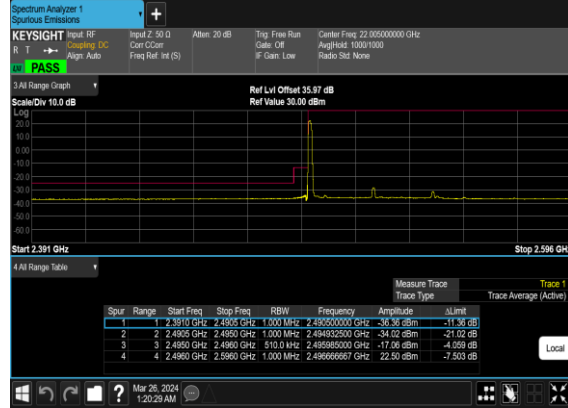 Spectrum Analyzer 1
Spurious Emissions
+
KEYSIGHT Input: RF Input Z: 50 Ω Atten: 20 dB Trig: Free Run Center Freq: 22.005000000 GHz
R T Coupling: DC Corr CCorr Gate: Off Avg|Hold: 1000/1000
Align: Auto Freq Ref: Int (S) IF Gain: Low Radio Std: None
LW PASS
3 All Range Graph
Ref Lvl Offset 35.97 dB
Scale/Div 10.0 dB Ref Value 30.00 dBm
Log
20.0
10.0
0.00
-10.0
-20.0
-30.0
-40.0
-50.0
-60.0
Start 2.391 GHz Stop 2.596 GH
4 All Range Table
Measure Trace Trace 1
Trace Type Trace Average (Active)
Spur Range Start Freq Stop Freq RBW Frequency Amplitude ΔLimit
1 1 2.3910 GHz 2.4905 GHz 1.000 MHz 2.490500000 GHz -36.36 dBm -11.36 dB
2 2 2.4905 GHz 2.4950 GHz 1.000 MHz 2.494932500 GHz -34.02 dBm -21.02 dB
3 3 2.4950 GHz 2.4960 GHz 510.0 kHz 2.495985000 GHz -17.06 dBm -4.059 dB
4 4 2.4960 GHz 2.5960 GHz 1.000 MHz 2.496666667 GHz 22.50 dBm -7.503 dB
Local
?
Mar 26, 2024
1:20:29 AM